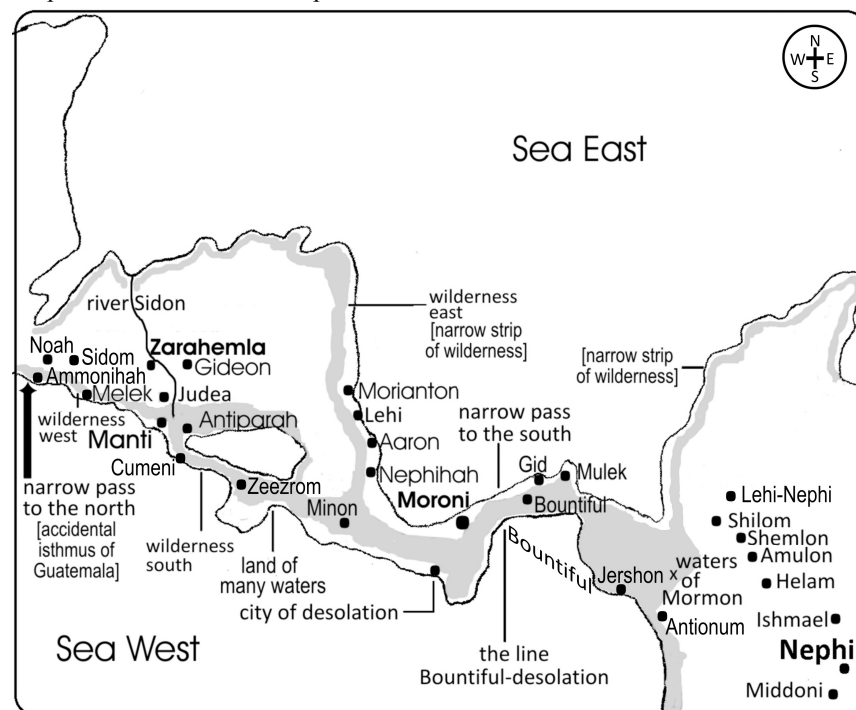 N
W E
S
Sea East
river Sidon
wilderness
east
[narrow strip
of wilderness]
[narrow strip
of wilderness]
Noah
Sidom
Zarahemla
Gideon
Ammonihah
Melek
Judea
wilderness
west
Manti
Antiparah
Cumeni
Zeezrom
narrow pass
to the north
[accidental
isthmus of
Guatemala]
wilderness
south
land of
many waters
Minon
city of desolation
Morianton
Lehi
Aaron
Nephihah
Moroni
narrow pass
to the south
Gid
Mulek
Bountiful
Bountiful
the line
Bountiful-desolation
Jershon
x waters
of
Mormon
Antionum
Lehi-Nephi
Shilom
Shemlon
Amulon
Helam
Ishmael
Nephi
Middoni
Sea West